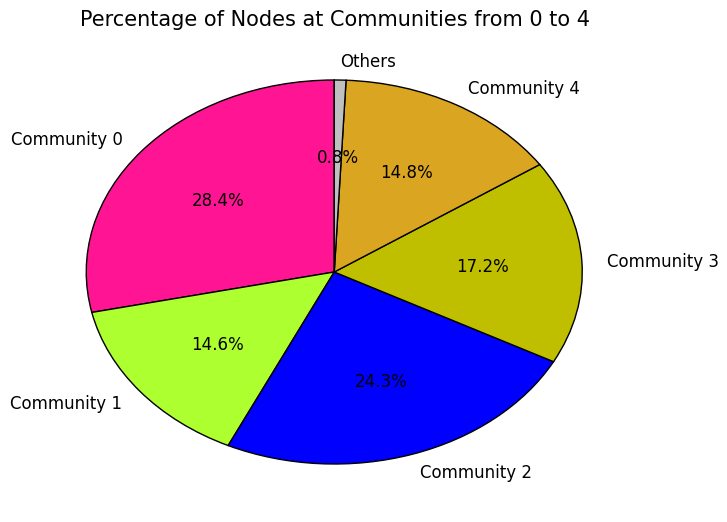 Percentage of Nodes at Communities from 0 to 4
Others
Community 4
Community 0
0.8%
14.8%
28.4%
Community 3
17.2%
14.6%
24.3%
Community 1
Community 2